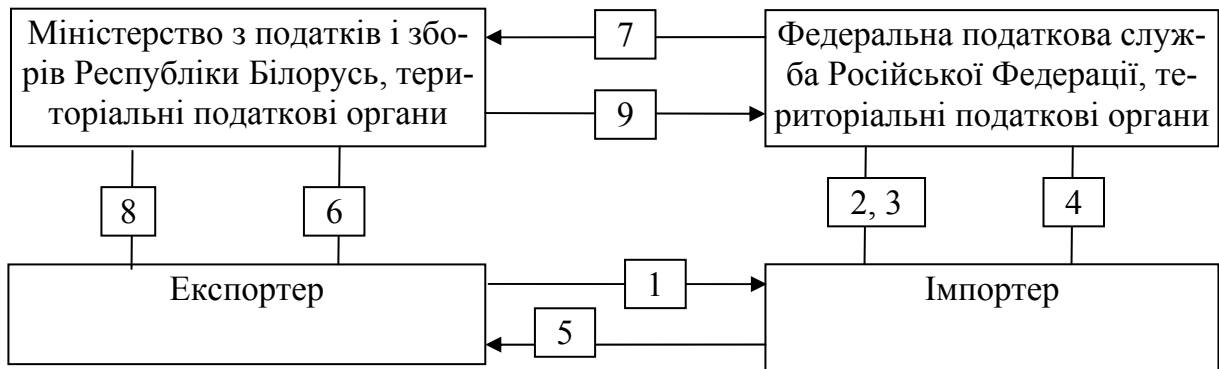 Міністерство з податків і збо-
рів Республіки Білорусь, тери-
торіальні податкові органи
7
9
Федеральна податкова служ-
ба Російської Федерації, те-
риторіальні податкові органи
8
6
2, 3
4
Експортер
1
5
Імпортер